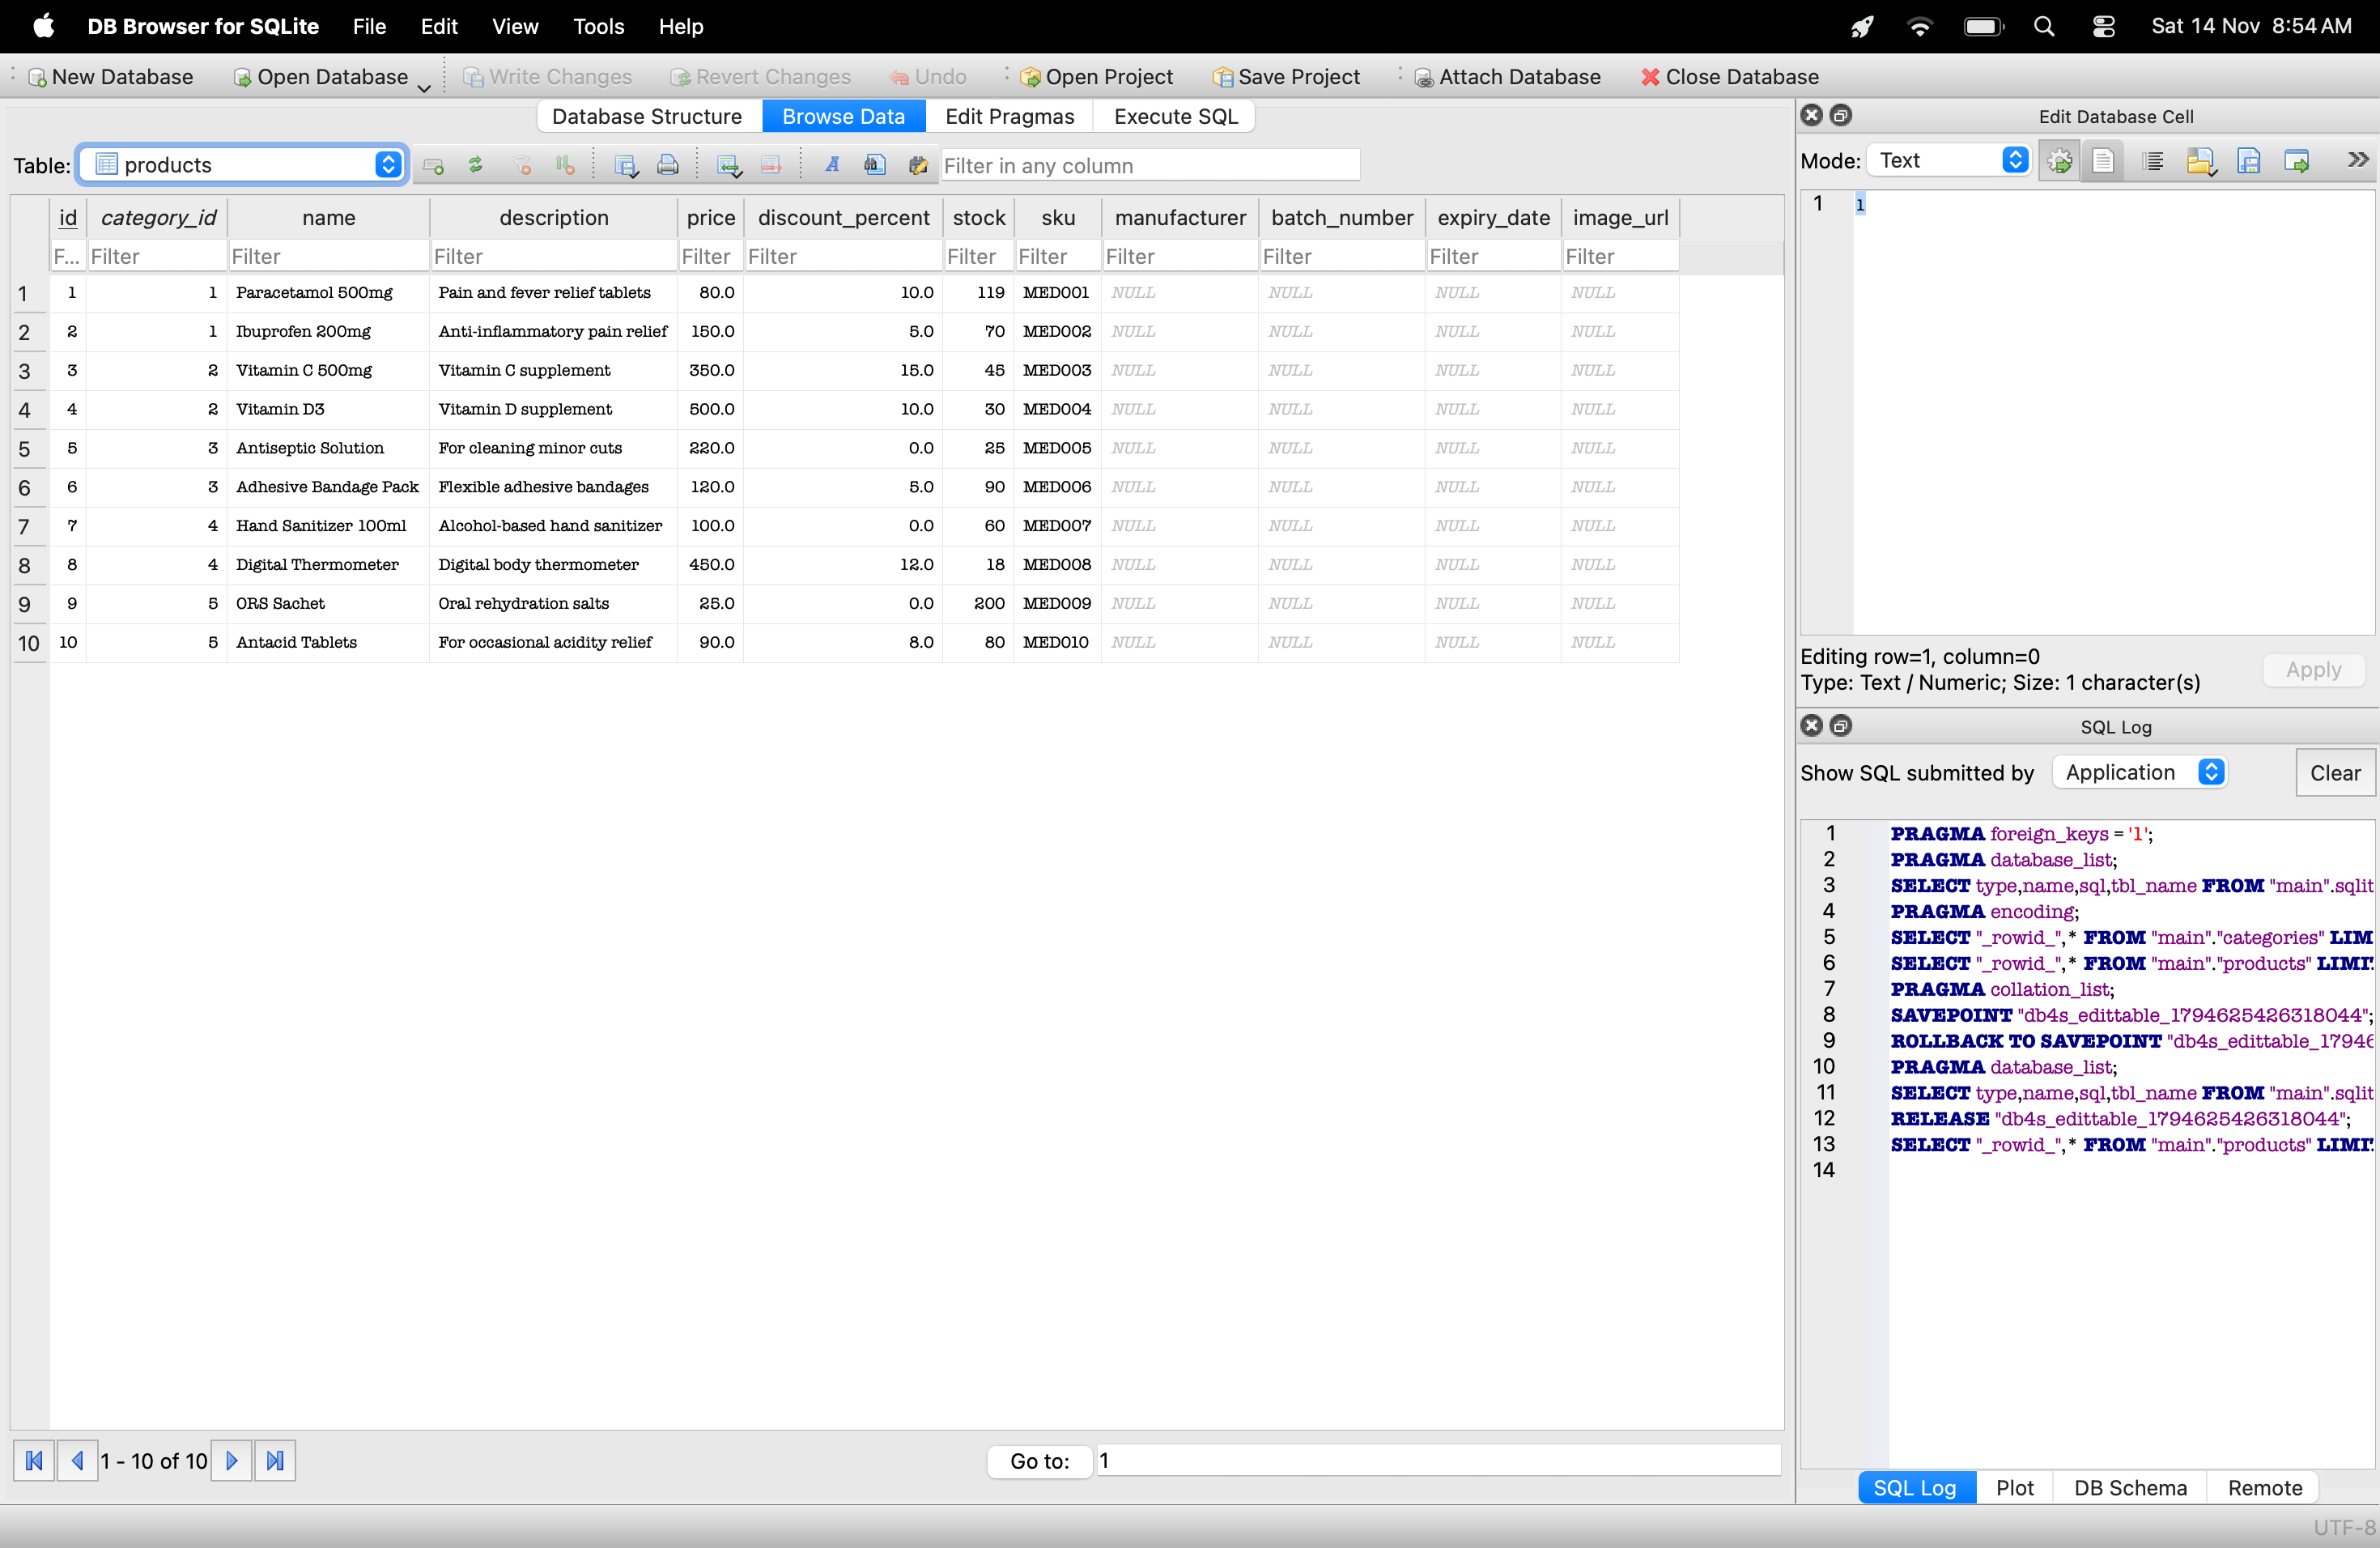 DB Browser for SQLite File Edit View Tools Help Sat 14 Nov 8:54 AM
New Database Open Database Write Changes Revert Changes Undo Open Project Save Project Attach Database Close Database
Database Structure Browse Data Edit Pragmas Execute SQL
Table: products Filter in any column
id category_id name description price discount_percent stock sku manufacturer batch_number expiry_date image_url
F... Filter Filter Filter Filter Filter Filter Filter Filter Filter Filter Filter
1 1 1 Paracetamol 500mg Pain and fever relief tablets 80.0 10.0 119 MED001 NULL NULL NULL NULL
2 2 1 Ibuprofen 200mg Anti-inflammatory pain relief 150.0 5.0 70 MED002 NULL NULL NULL NULL
3 3 2 Vitamin C 500mg Vitamin C supplement 350.0 15.0 45 MED003 NULL NULL NULL NULL
4 4 2 Vitamin D3 Vitamin D supplement 500.0 10.0 30 MED004 NULL NULL NULL NULL
5 5 3 Antiseptic Solution For cleaning minor cuts 220.0 0.0 25 MED005 NULL NULL NULL NULL
6 6 3 Adhesive Bandage Pack Flexible adhesive bandages 120.0 5.0 90 MED006 NULL NULL NULL NULL
7 7 4 Hand Sanitizer 100ml Alcohol-based hand sanitizer 100.0 0.0 60 MED007 NULL NULL NULL NULL
8 8 4 Digital Thermometer Digital body thermometer 450.0 12.0 18 MED008 NULL NULL NULL NULL
9 9 5 ORS Sachet Oral rehydration salts 25.0 0.0 200 MED009 NULL NULL NULL NULL
10 10 5 Antacid Tablets For occasional acidity relief 90.0 8.0 80 MED010 NULL NULL NULL NULL
1 - 10 of 10 Go to: 1
Edit Database Cell
Mode: Text
1 1
Editing row=1, column=0
Type: Text / Numeric; Size: 1 character(s)
Apply
SQL Log
Show SQL submitted by Application Clear
1 PRAGMA foreign_keys = '1';
2 PRAGMA database_list;
3 SELECT type,name,sql,tbl_name FROM "main".sqlit
4 PRAGMA encoding;
5 SELECT "_rowid_",* FROM "main"."categories" LIM
6 SELECT "_rowid_",* FROM "main"."products" LIMI
7 PRAGMA collation_list;
8 SAVEPOINT "db4s_edittable_1794625426318044";
9 ROLLBACK TO SAVEPOINT "db4s_edittable_17946
10 PRAGMA database_list;
11 SELECT type,name,sql,tbl_name FROM "main".sqlit
12 RELEASE "db4s_edittable_1794625426318044";
13 SELECT "_rowid_",* FROM "main"."products" LIMI
14
SQL Log Plot DB Schema Remote
UTF-8